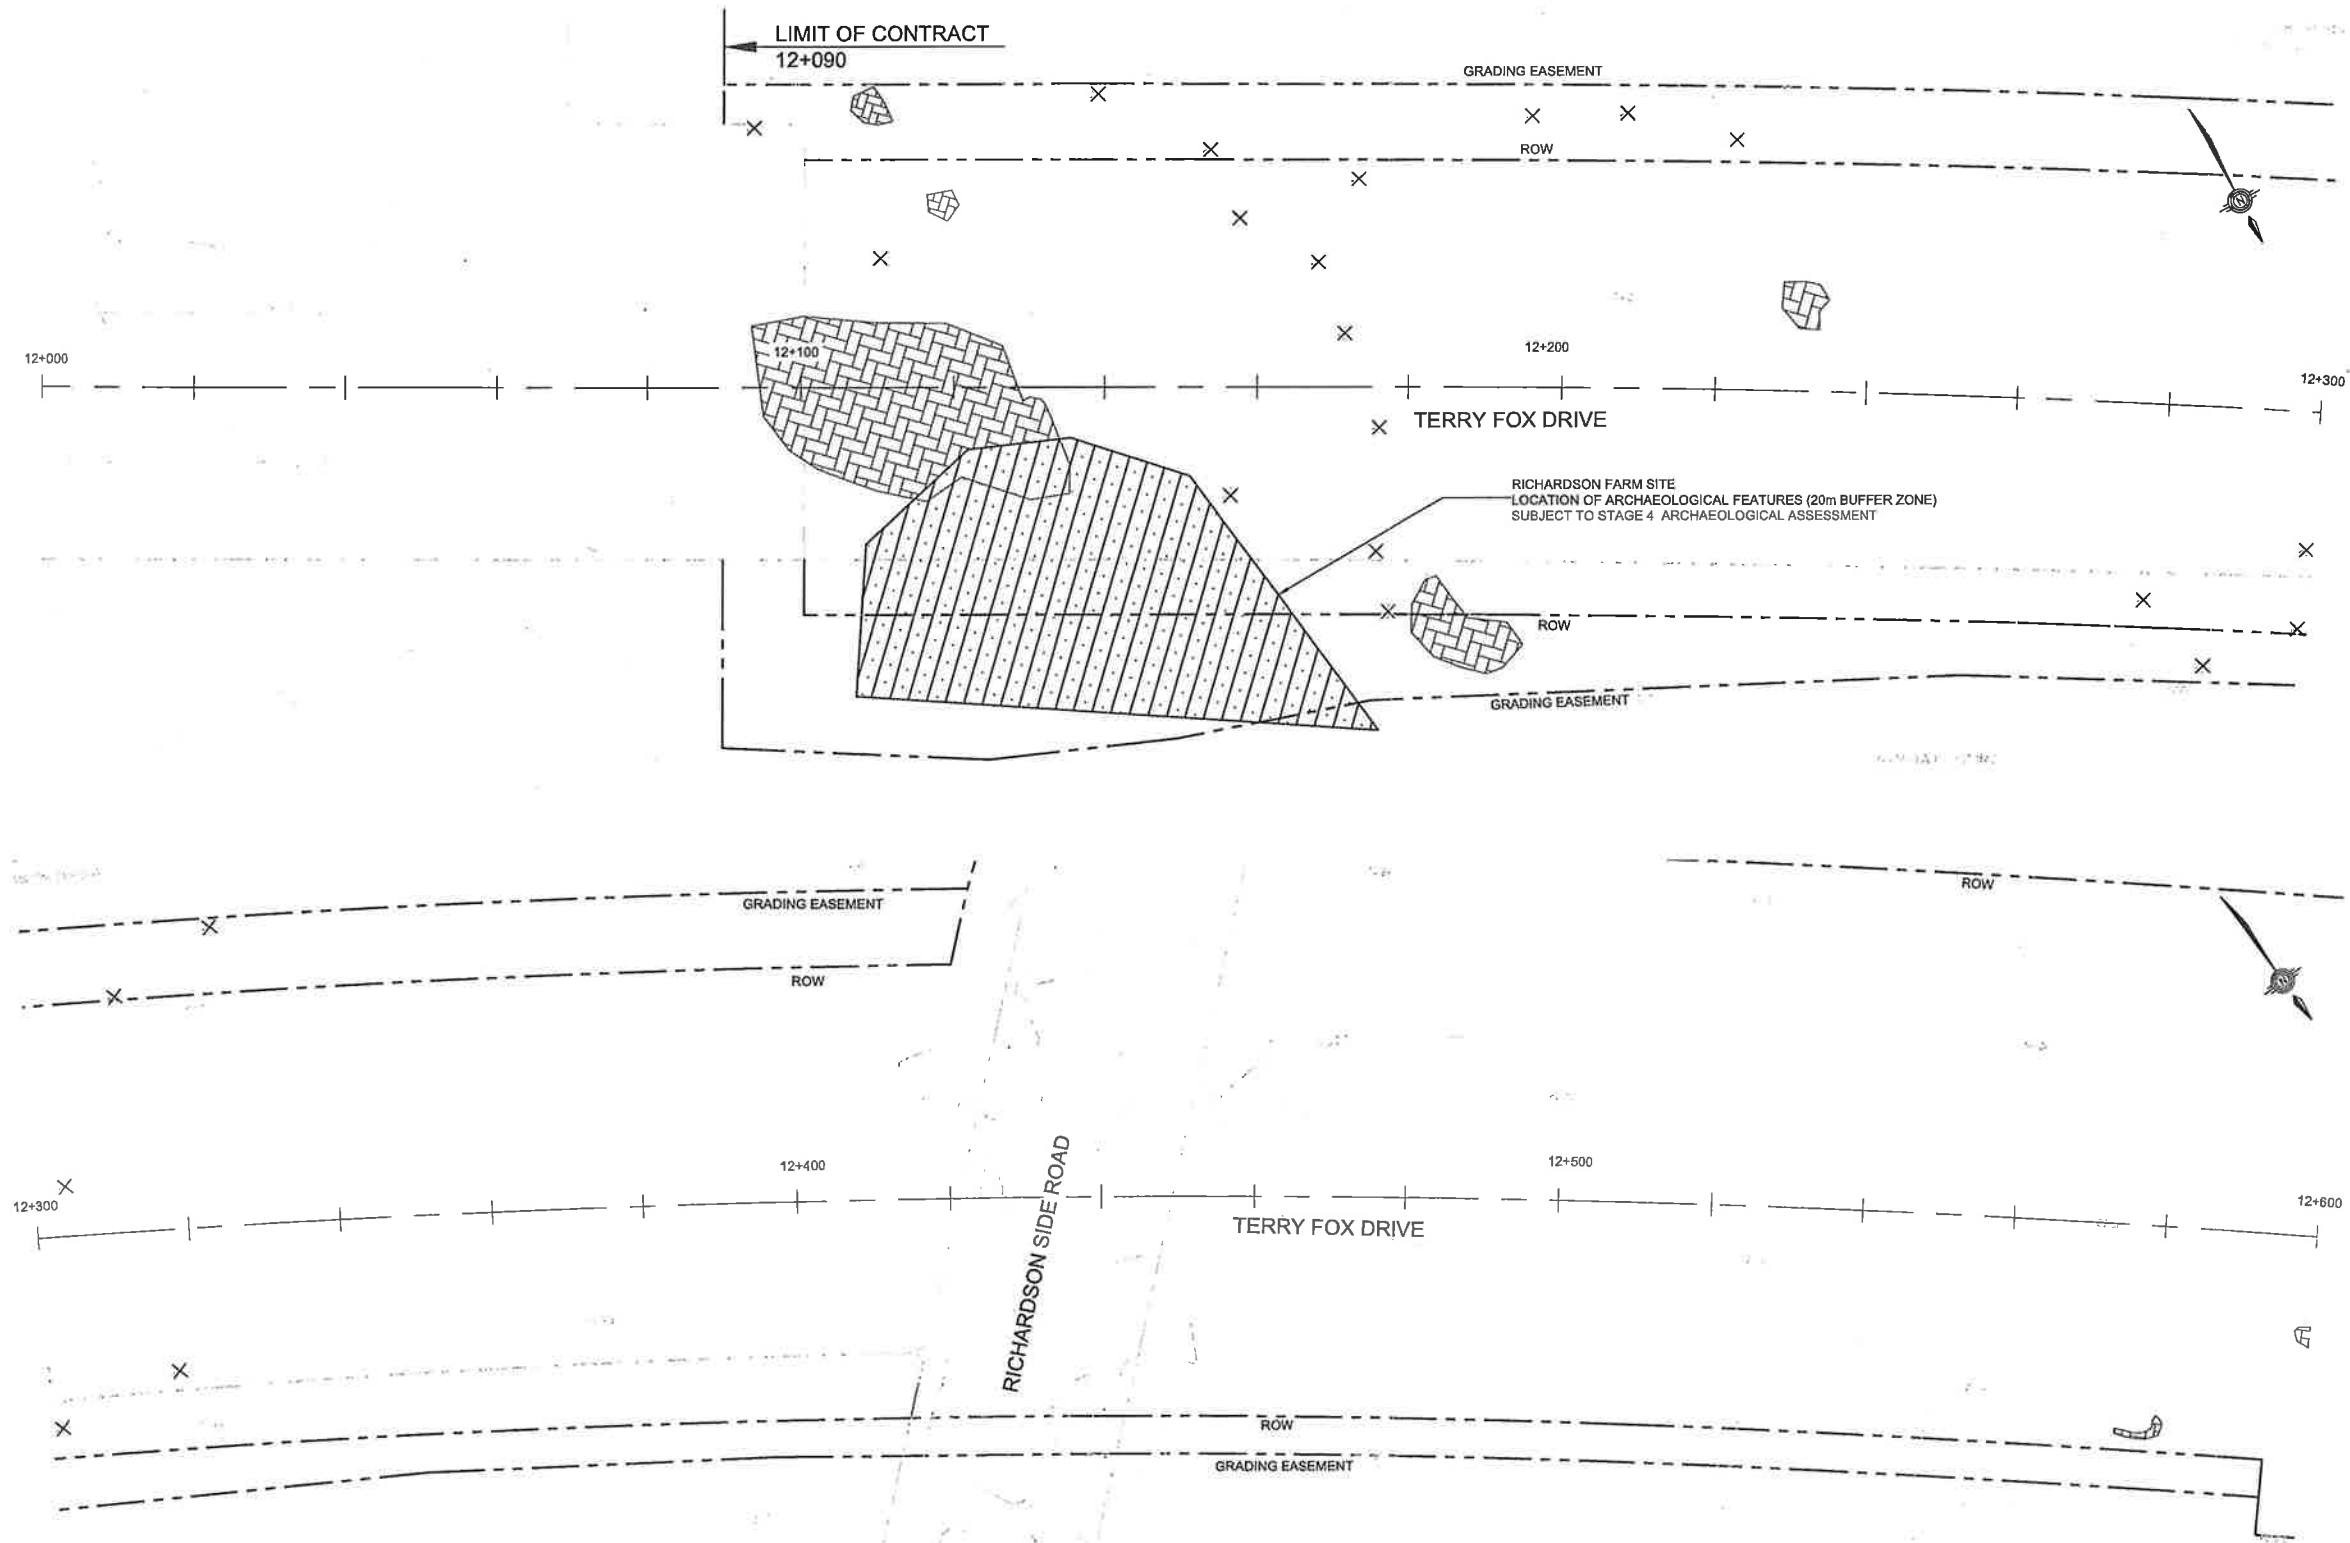 LIMIT OF CONTRACT
12+090
GRADING EASEMENT
ROW
N
12+000
12+100
12+200
12+300
TERRY FOX DRIVE
RICHARDSON FARM SITE
LOCATION OF ARCHAEOLOGICAL FEATURES (20m BUFFER ZONE)
SUBJECT TO STAGE 4 ARCHAEOLOGICAL ASSESSMENT
ROW
GRADING EASEMENT
ROW
GRADING EASEMENT
ROW
N
12+300
12+400
12+500
12+600
TERRY FOX DRIVE
RICHARDSON SIDE ROAD
ROW
GRADING EASEMENT